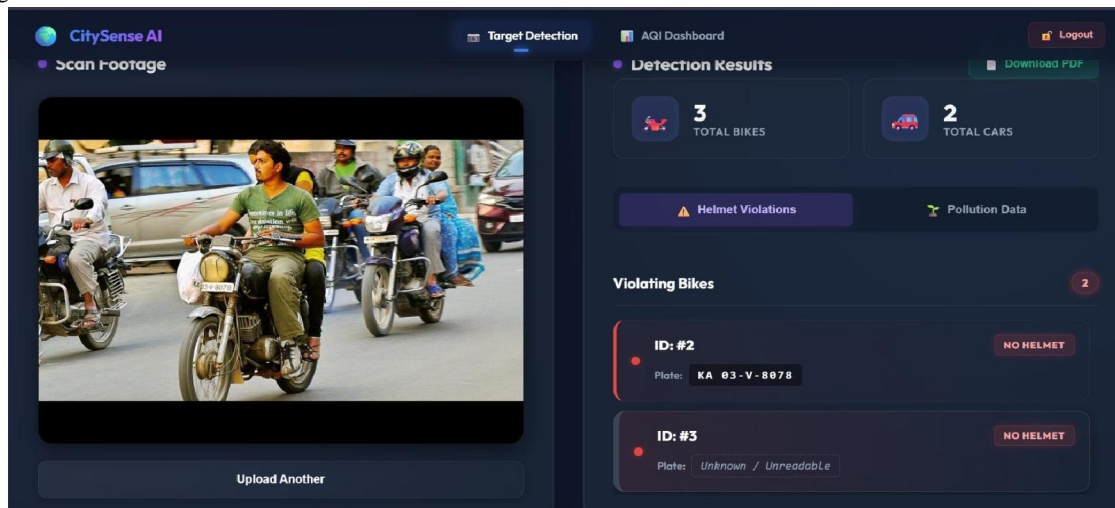 CitySense AI
Target Detection
AQI Dashboard
Logout
Scan Footage
Detection Results
Download PDF
3
TOTAL BIKES
2
TOTAL CARS
Helmet Violations
Pollution Data
Violating Bikes
2
ID: #2
NO HELMET
Plate: KA 03-V-8078
ID: #3
NO HELMET
Plate: Unknown / Unreadable
Upload Another